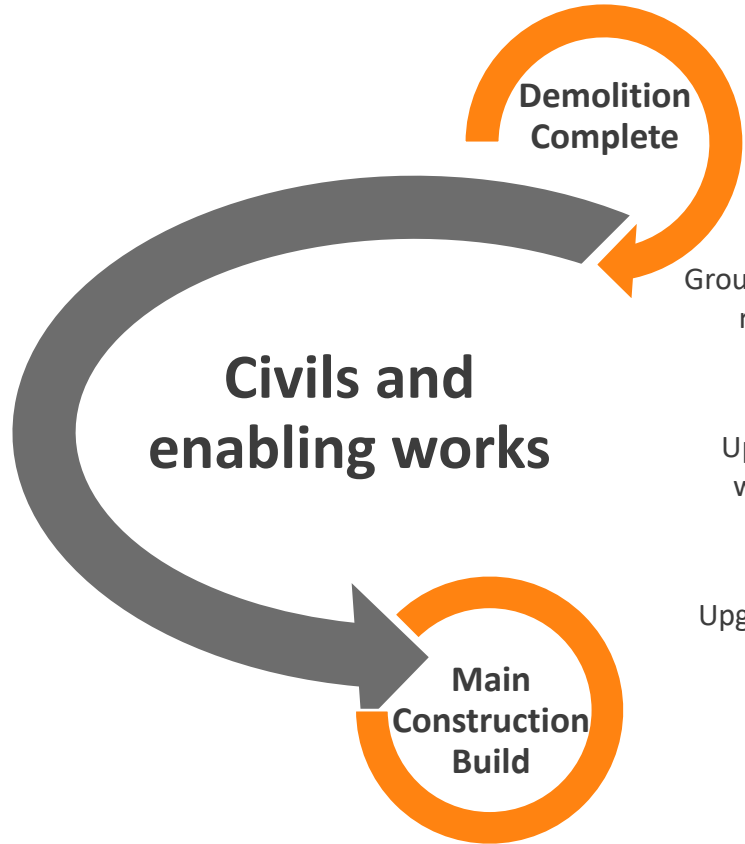 Demolition
Complete
Civils and
enabling works
Main
Construction
Build